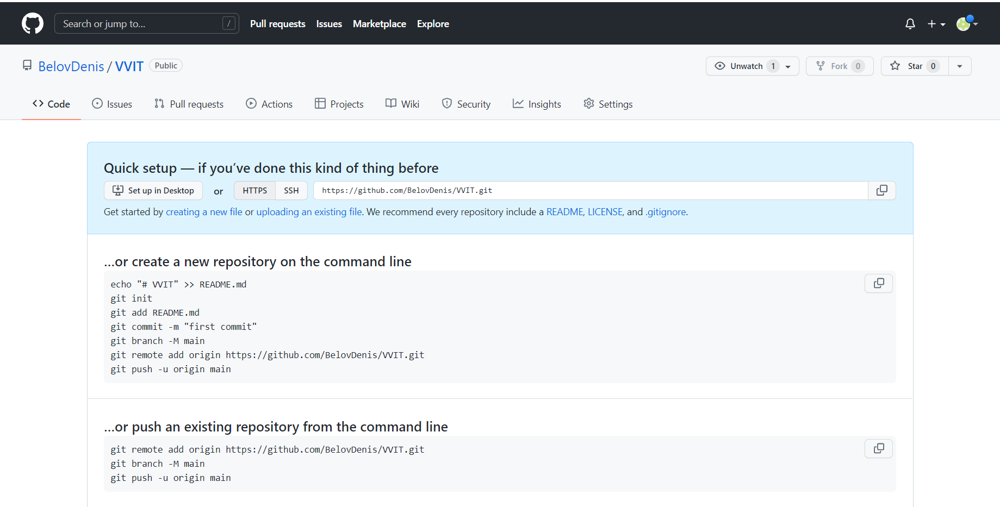 Search or jump to... /
Pull requests Issues Marketplace Explore
BelovDenis / VVIT Public
Unwatch 1 Fork 0 Star 0
Code Issues Pull requests Actions Projects Wiki Security Insights Settings
Quick setup — if you’ve done this kind of thing before
Set up in Desktop or HTTPS SSH https://github.com/BelovDenis/VVIT.git
Get started by creating a new file or uploading an existing file. We recommend every repository include a README, LICENSE, and .gitignore.
…or create a new repository on the command line
echo "# VVIT" >> README.md
git init
git add README.md
git commit -m "first commit"
git branch -M main
git remote add origin https://github.com/BelovDenis/VVIT.git
git push -u origin main
…or push an existing repository from the command line
git remote add origin https://github.com/BelovDenis/VVIT.git
git branch -M main
git push -u origin main